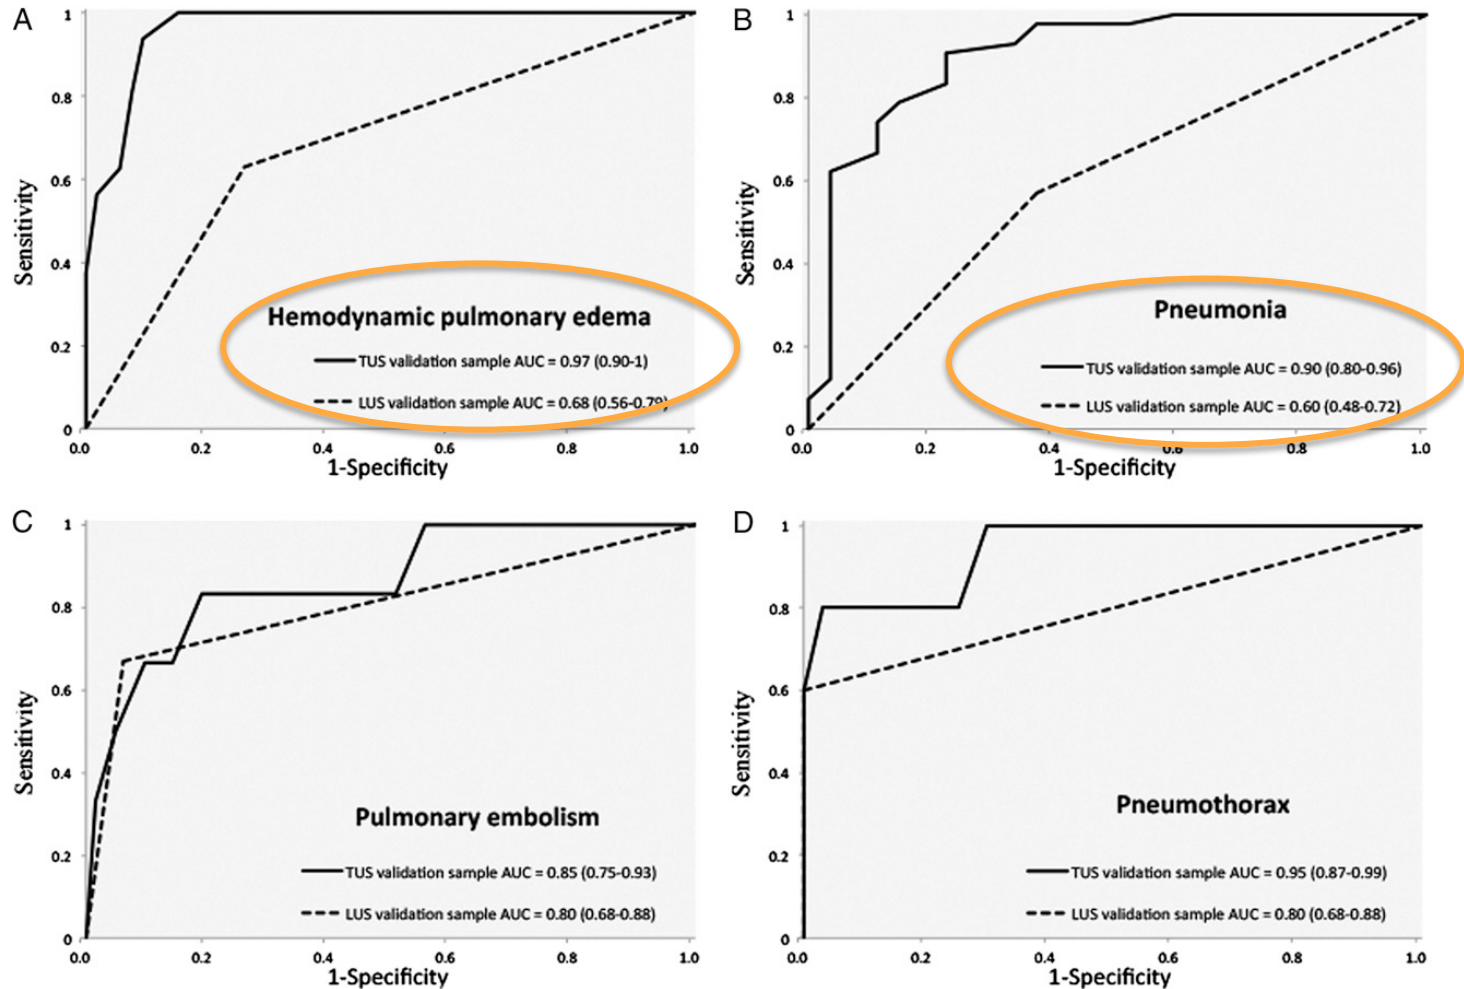 A
1
0.8
0.6
0.4
0.2
0
Sensitivity
Hemodynamic pulmonary edema
TUS validation sample AUC = 0.97 (0.90-1)
LUS validation sample AUC = 0.68 (0.56-0.79)
0.0 0.2 0.4 0.6 0.8 1.0
1-Specificity
B
1
0.8
0.6
0.4
0.2
0
Sensitivity
Pneumonia
TUS validation sample AUC = 0.90 (0.80-0.96)
LUS validation sample AUC = 0.60 (0.48-0.72)
0.0 0.2 0.4 0.6 0.8 1.0
1-Specificity
C
1
0.8
0.6
0.4
0.2
0
Sensitivity
Pulmonary embolism
TUS validation sample AUC = 0.85 (0.75-0.93)
LUS validation sample AUC = 0.80 (0.68-0.88)
0.0 0.2 0.4 0.6 0.8 1.0
1-Specificity
D
1
0.8
0.6
0.4
0.2
0
Sensitivity
Pneumothorax
TUS validation sample AUC = 0.95 (0.87-0.99)
LUS validation sample AUC = 0.80 (0.68-0.88)
0.0 0.2 0.4 0.6 0.8 1.0
1-Specificity